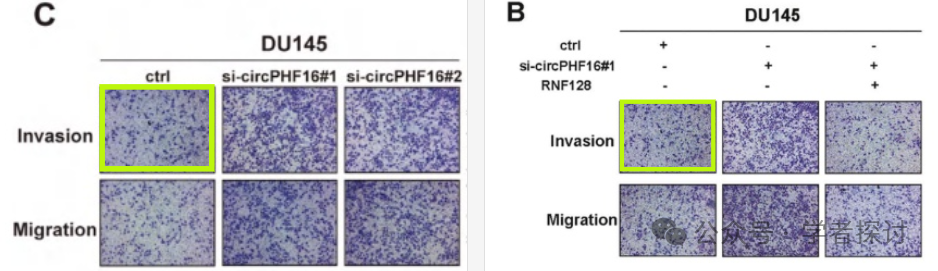 C
DU145
ctrl si-circPHF16#1 si-circPHF16#2
Invasion
Migration
B
DU145
ctrl + - -
si-circPHF16#1 - + +
RNF128 - - +
Invasion
Migration
公众号·学者探讨